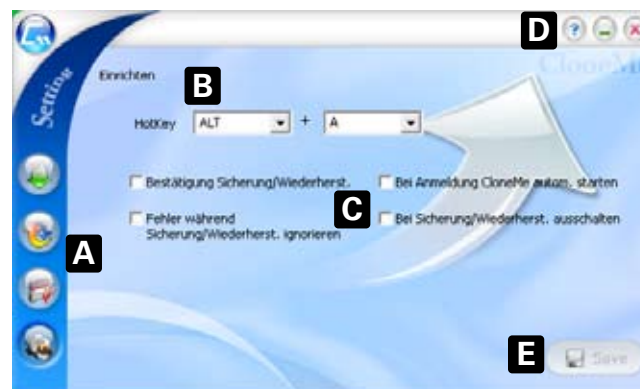 D
CloneMe
Setting
Einrichten
B
HotKey ALT + A
Bestätigung Sicherung/Wiederherst.
Bei Anmeldung CloneMe autom. starten
C
Fehler während
Sicherung/Wiederherst. ignorieren
Bei Sicherung/Wiederherst. ausschalten
A
E
Save